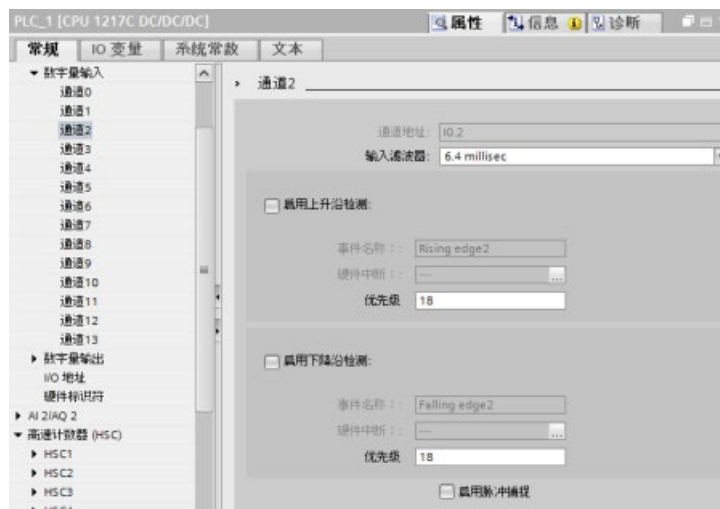 PLC_1 [CPU 1217C DC/DC/DC]
属性 信息 诊断
常规 IO 变量 系统常数 文本
数字量输入
通道0
通道1
通道2
通道3
通道4
通道5
通道6
通道7
通道8
通道9
通道10
通道11
通道12
通道13
数字量输出
I/O 地址
硬件标识符
AI 2/AQ 2
高速计数器 (HSC)
HSC1
HSC2
HSC3
通道2
通道地址: I0.2
输入滤波器: 6.4 millisec
启用上升沿检测:
事件名称:: Rising edge2
硬件中断:: --- ...
优先级 18
启用下降沿检测:
事件名称:: Falling edge2
硬件中断:: --- ...
优先级 18
启用脉冲捕捉